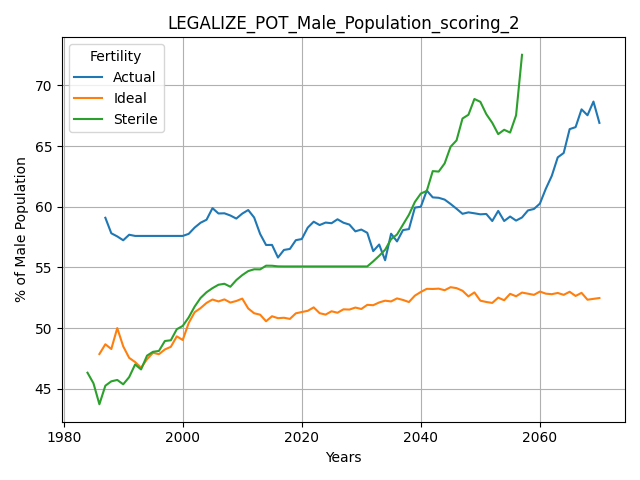 LEGALIZE_POT_Male_Population_scoring_2
Fertility
Actual
Ideal
Sterile
% of Male Population
70
65
60
55
50
45
1980
2000
2020
2040
2060
Years